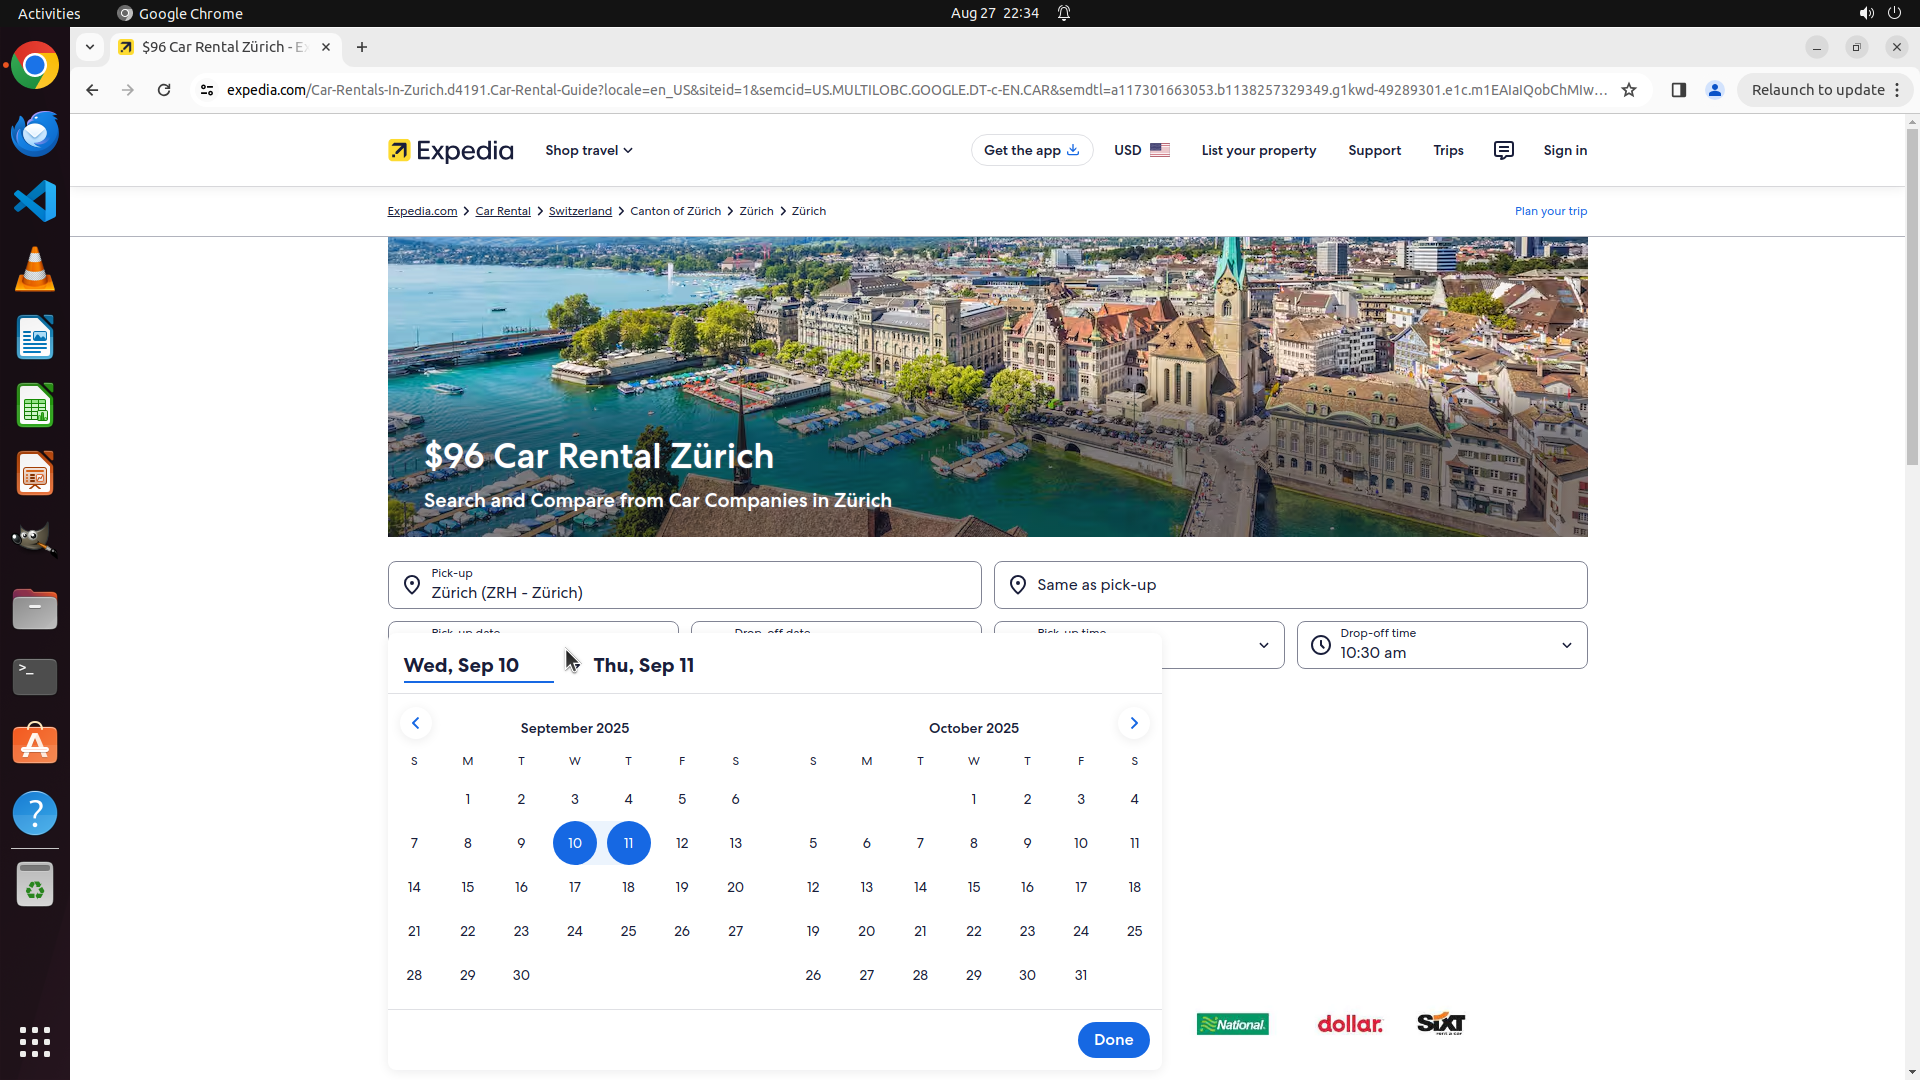 Activities
Google Chrome
Aug 27 22:34
$96 Car Rental Zürich - Ex
expedia.com/Car-Rentals-In-Zurich.d4191.Car-Rental-Guide?locale=en_US&siteid=1&semcid=US.MULTILOBC.GOOGLE.DT-c-EN.CAR&semdtl=a117301663053.b1138257329349.g1kwd-49289301.e1c.m1EAIaIQobChMIw...
Relaunch to update
Expedia
Shop travel
Get the app
USD
List your property
Support
Trips
Sign in
Expedia.com
Car Rental
Switzerland
Canton of Zürich
Zürich
Zürich
Plan your trip
$96 Car Rental Zürich
Search and Compare from Car Companies in Zürich
Pick-up
Zürich (ZRH - Zürich)
Same as pick-up
Pick-up date
Drop-off date
Pick-up time
Drop-off time
10:30 am
Wed, Sep 10
Thu, Sep 11
September 2025
October 2025
S M T W T F S
S M T W T F S
1 2 3 4 5 6
1 2 3 4
7 8 9 10 11 12 13
5 6 7 8 9 10 11
14 15 16 17 18 19 20
12 13 14 15 16 17 18
21 22 23 24 25 26 27
19 20 21 22 23 24 25
28 29 30
26 27 28 29 30 31
National
dollar.
SIXT
rent a car
Done